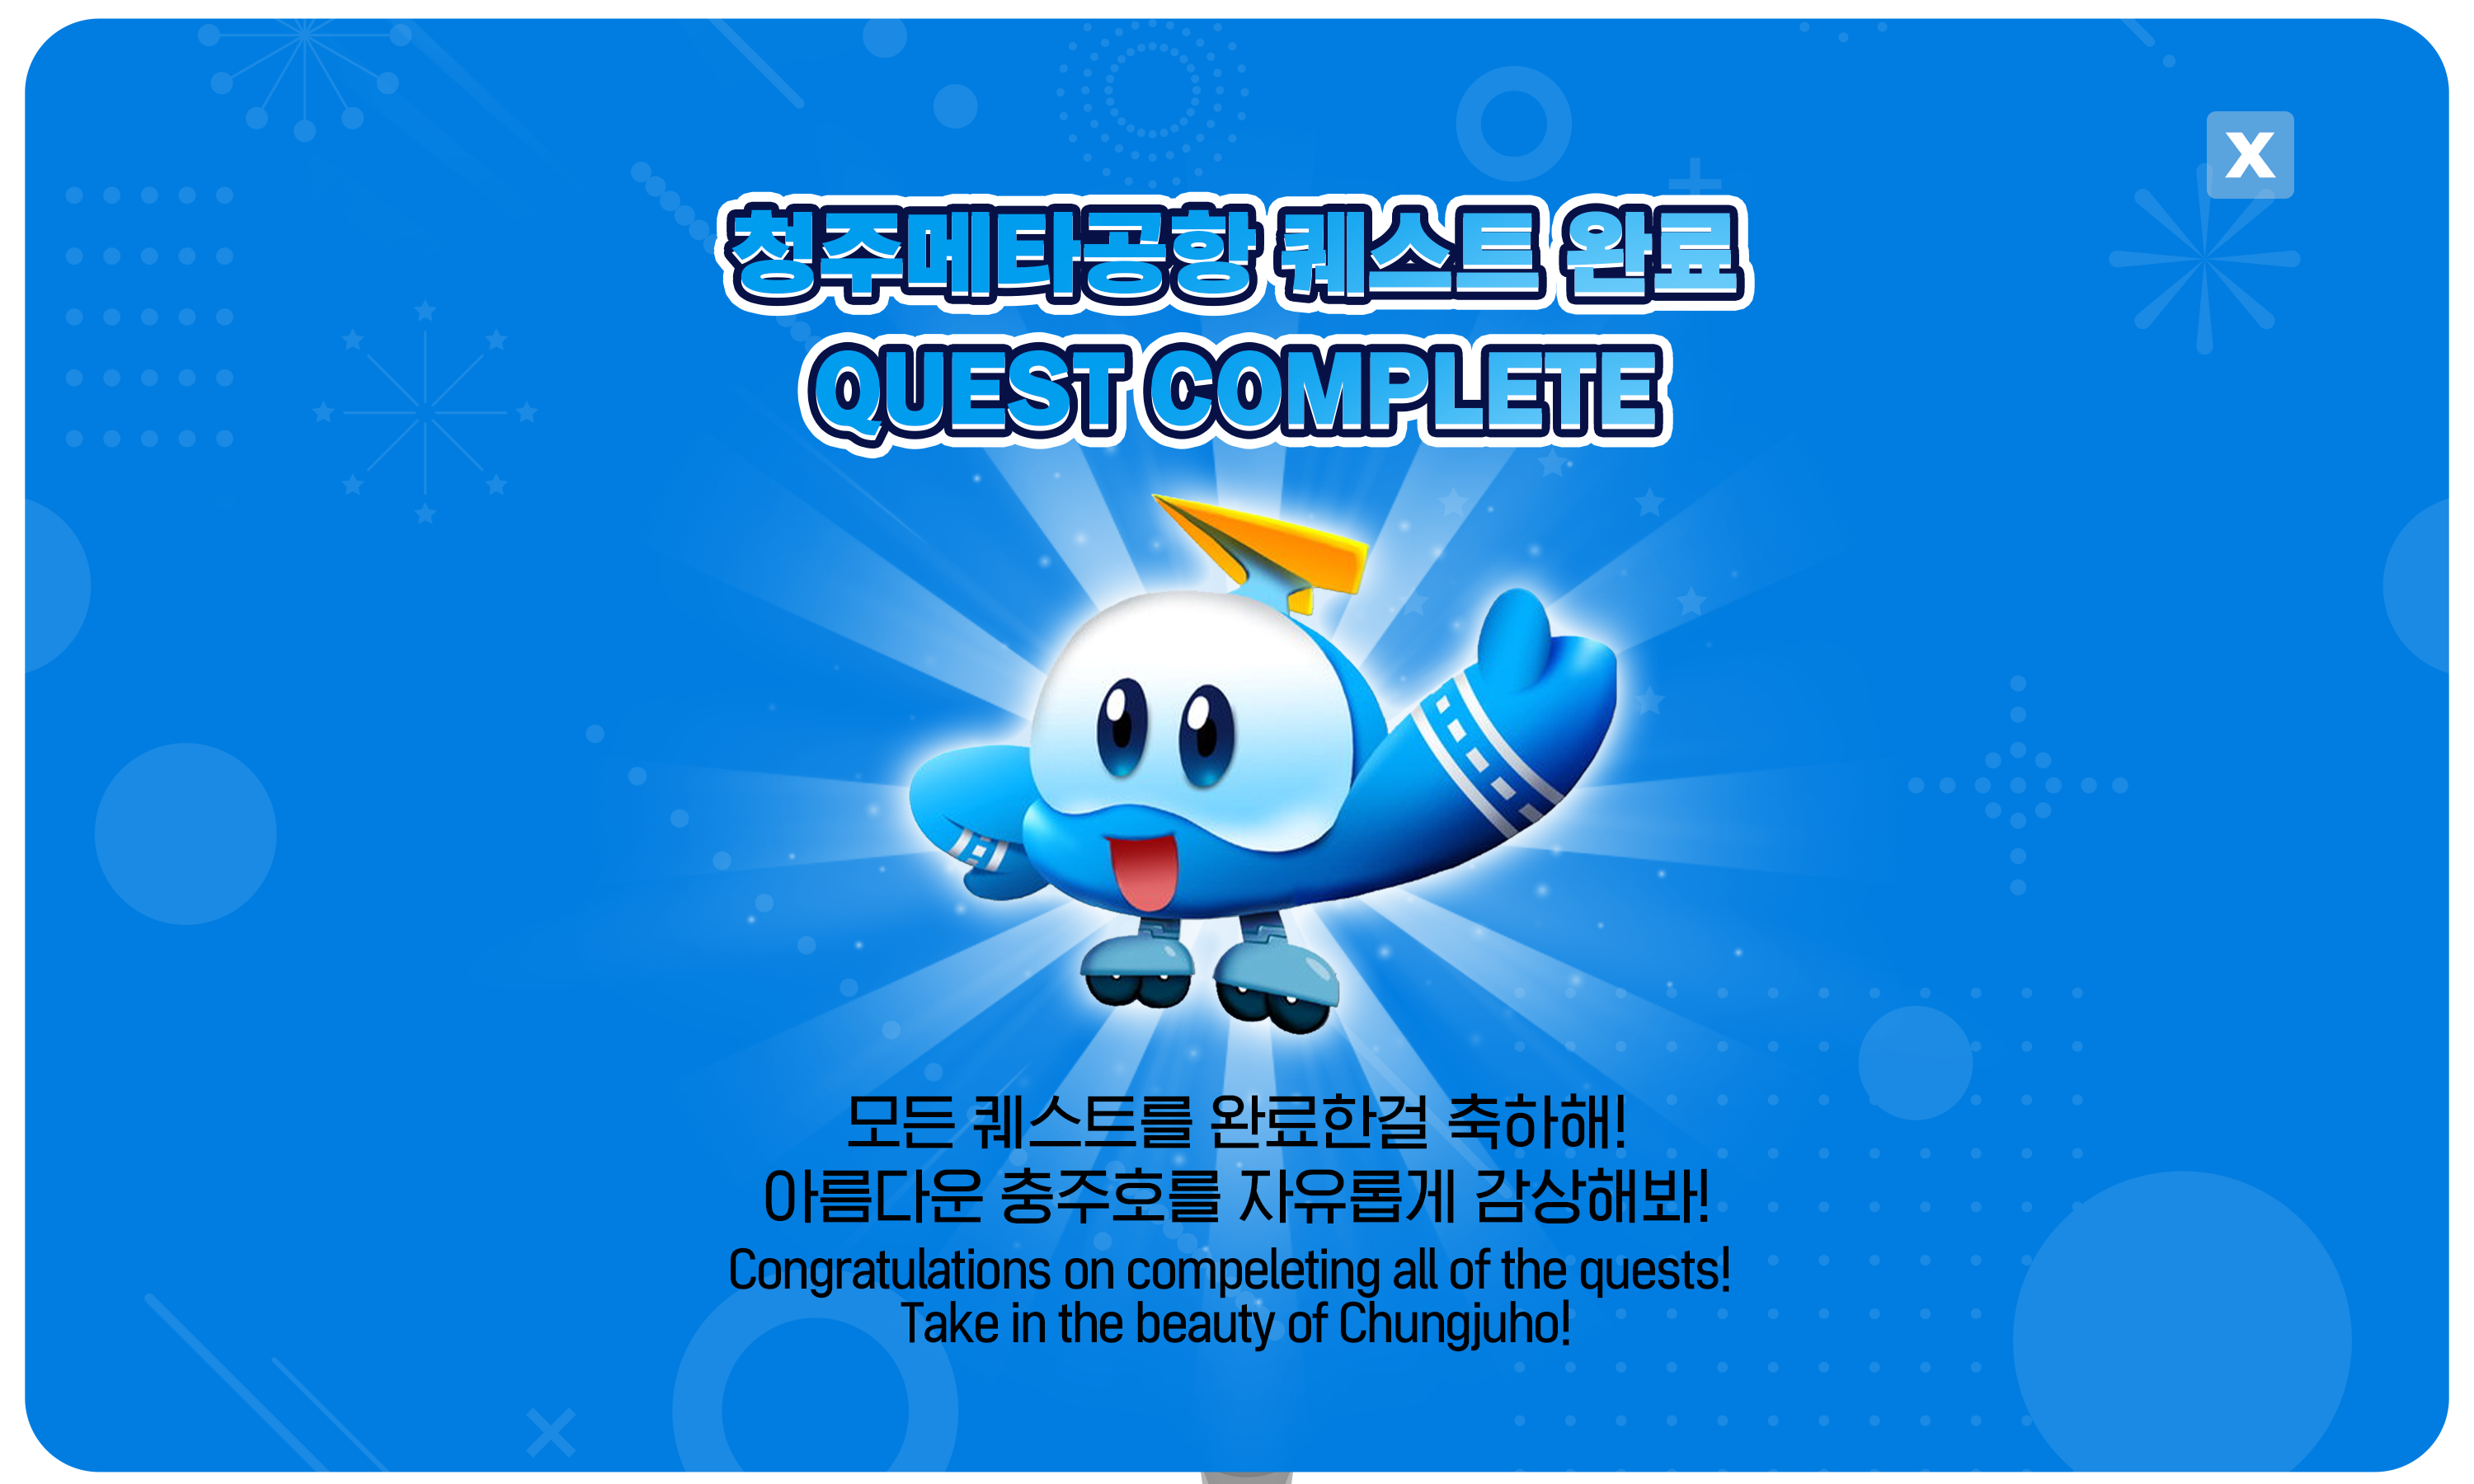 청주메타공항 퀘스트 완료
QUEST COMPLETE
X
모든 퀘스트를 완료한걸 축하해!
아름다운 충주호를 자유롭게 감상해봐!
Congratulations on compeleting all of the quests!
Take in the beauty of Chungjuho!